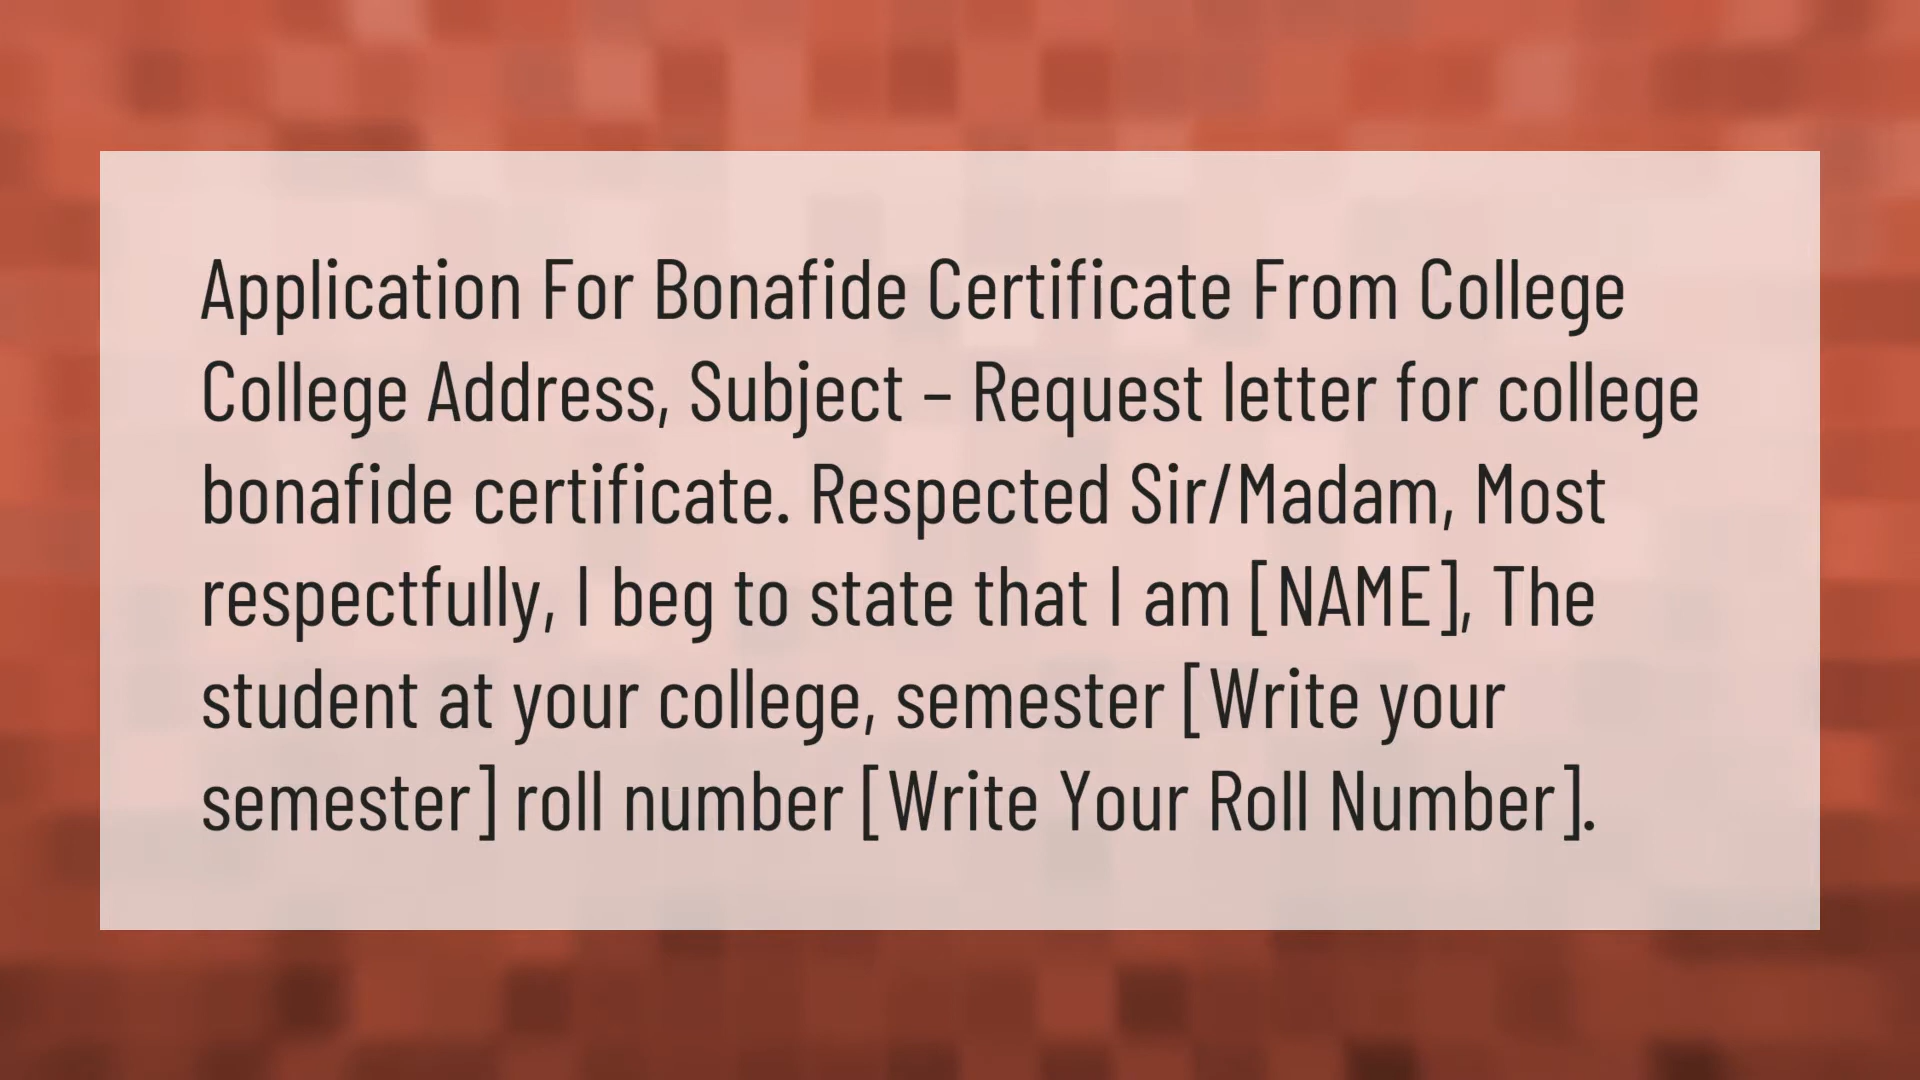 Application For Bonafide Certificate From College
College Address, Subject – Request letter for college
bonafide certificate. Respected Sir/Madam, Most
respectfully, I beg to state that I am [NAME], The
student at your college, semester [Write your
semester] roll number [Write Your Roll Number].